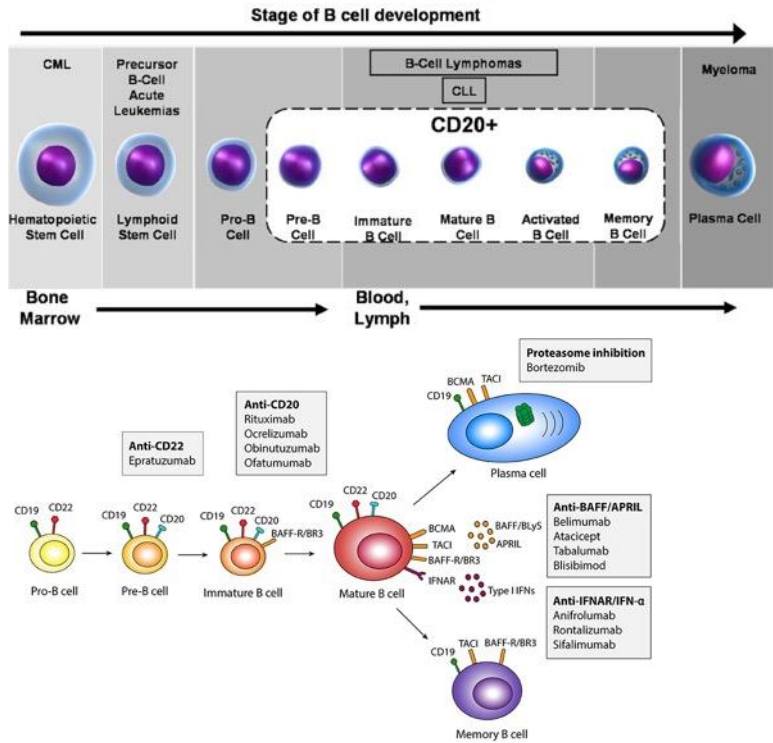 Stage of B cell development
CML
Precursor
B-Cell
Acute
Leukemias
B-Cell Lymphomas
CLL
Myeloma
CD20+
Hematopoietic
Stem Cell
Lymphoid
Stem Cell
Pro-B
Cell
Pre-B
Cell
Immature
B Cell
Mature B
Cell
Activated
B Cell
Memory
B Cell
Plasma Cell
Bone
Marrow
Blood,
Lymph
Proteasome inhibition
Bortezomib
BCMA
TACI
CD19
Plasma cell
Anti-CD20
Rituximab
Ocrelizumab
Obinutuzumab
Ofatumumab
Anti-CD22
Epratuzumab
CD19
CD22
Pro-B cell
CD19
CD22
CD20
Pre-B cell
CD19
CD22
CD20
BAFF-R/BR3
Immature B cell
CD19
CD22
CD20
BCMA
TACI
BAFF-R/BR3
IFNAR
Mature B cell
BAFF/BLyS
APRIL
Type I IFNs
Anti-BAFF/APRIL
Belimumab
Atacicept
Tabalumab
Blisibimod
Anti-IFNAR/IFN-α
Anifrolumab
Rontalizumab
Sifalimumab
CD19
TACI
BAFF-R/BR3
Memory B cell